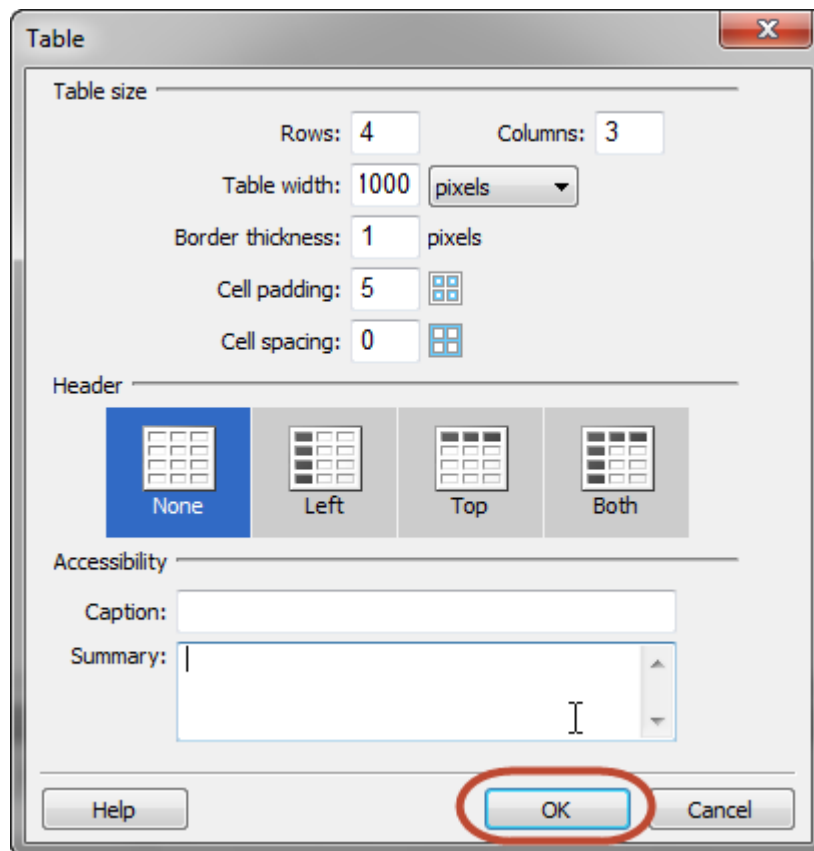 Table
Table size
Rows: 4 Columns: 3
Table width: 1000 pixels
Border thickness: 1 pixels
Cell padding: 5
Cell spacing: 0
Header
None Left Top Both
Accessibility
Caption:
Summary:
Help OK Cancel